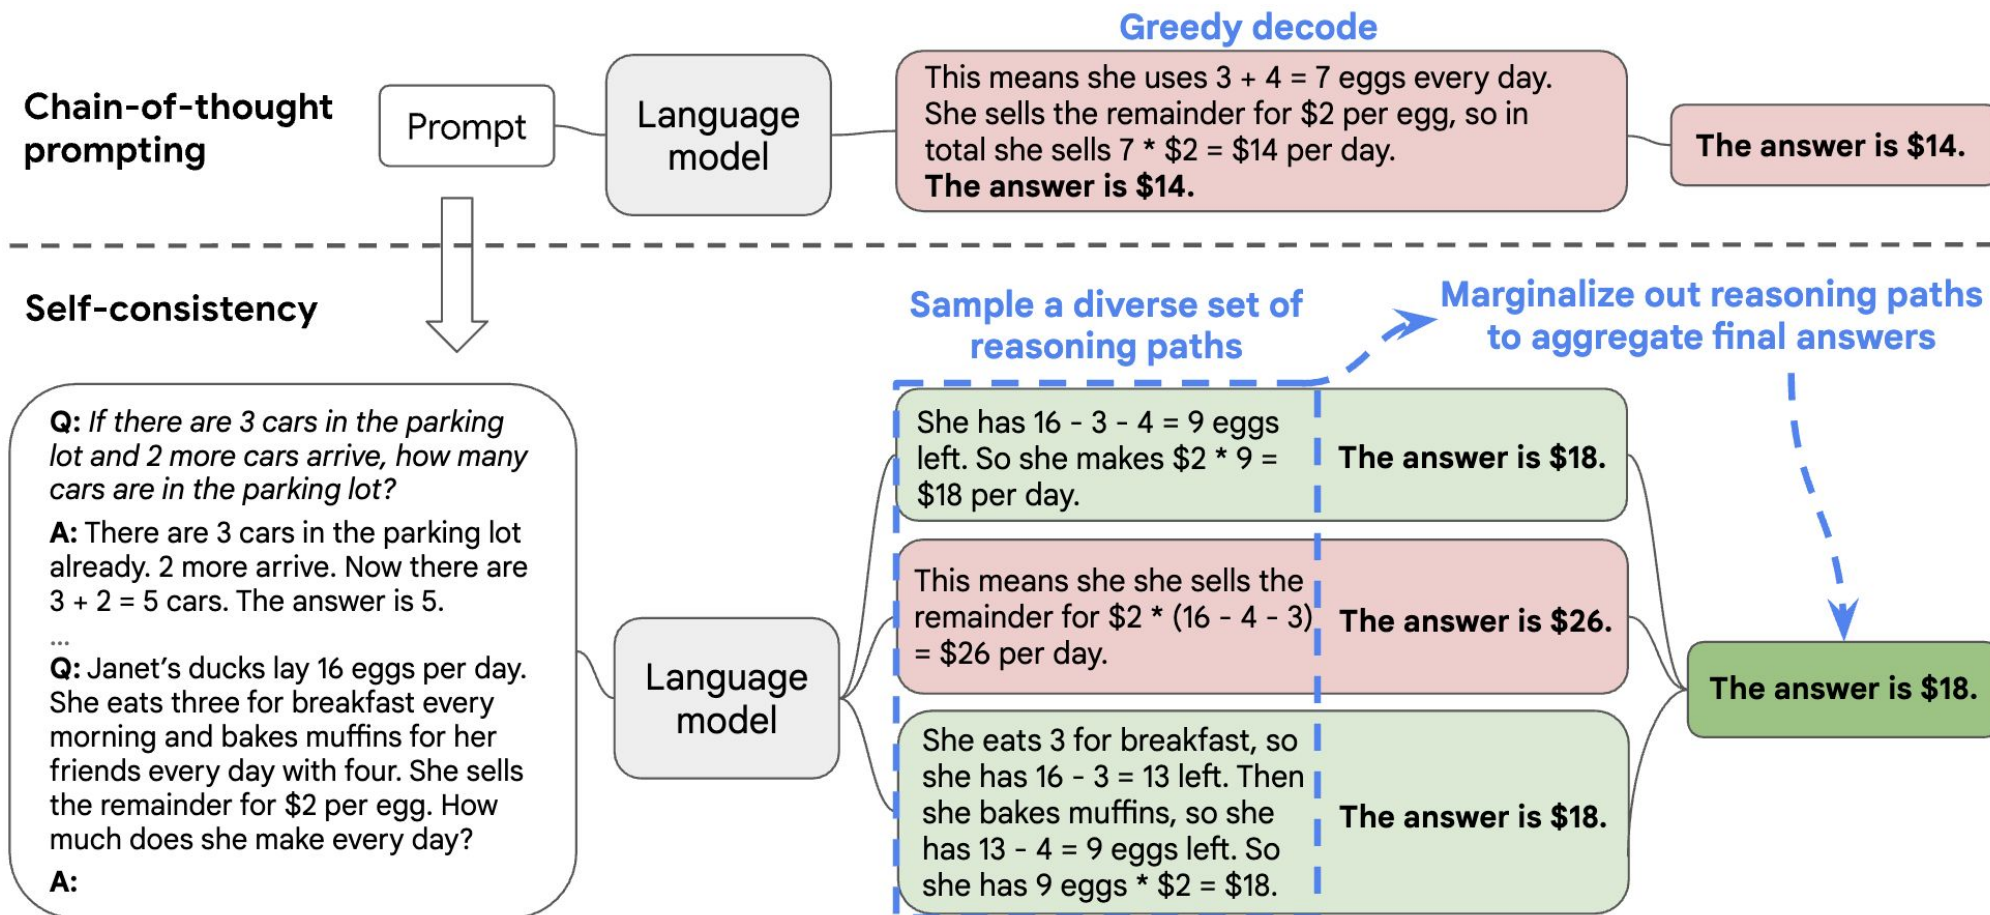 Greedy decode
Chain-of-thought
prompting
Prompt
Language
model
This means she uses 3 + 4 = 7 eggs every day.
She sells the remainder for $2 per egg, so in
total she sells 7 * $2 = $14 per day.
The answer is $14.
The answer is $14.
Self-consistency
Sample a diverse set of
reasoning paths
Marginalize out reasoning paths
to aggregate final answers
Q: If there are 3 cars in the parking
lot and 2 more cars arrive, how many
cars are in the parking lot?
A: There are 3 cars in the parking lot
already. 2 more arrive. Now there are
3 + 2 = 5 cars. The answer is 5.
...
Q: Janet’s ducks lay 16 eggs per day.
She eats three for breakfast every
morning and bakes muffins for her
friends every day with four. She sells
the remainder for $2 per egg. How
much does she make every day?
A:
Language
model
She has 16 - 3 - 4 = 9 eggs
left. So she makes $2 * 9 =
$18 per day.
The answer is $18.
This means she she sells the
remainder for $2 * (16 - 4 - 3)
= $26 per day.
The answer is $26.
She eats 3 for breakfast, so
she has 16 - 3 = 13 left. Then
she bakes muffins, so she
has 13 - 4 = 9 eggs left. So
she has 9 eggs * $2 = $18.
The answer is $18.
The answer is $18.